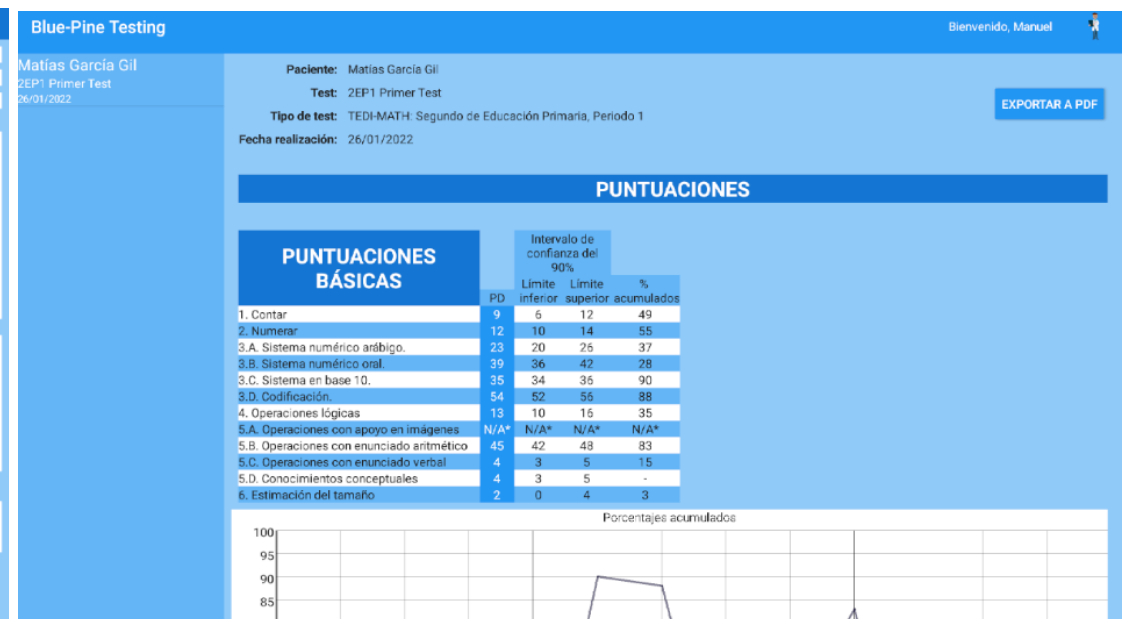 Blue-Pine Testing
Bienvenido, Manuel
Matías García Gil
2EP1 Primer Test
26/01/2022
Paciente: Matías García Gil
Test: 2EP1 Primer Test
Tipo de test: TEDI-MATH: Segundo de Educación Primaria, Periodo 1
Fecha realización: 26/01/2022
EXPORTAR A PDF
PUNTUACIONES
PUNTUACIONES
BÁSICAS
Intervalo de
confianza del
90%
PD
Límite inferior
Límite superior
% acumulados
1. Contar 9 6 12 49
2. Numerar 12 10 14 55
3.A. Sistema numérico arábigo. 23 20 26 37
3.B. Sistema numérico oral. 39 36 42 28
3.C. Sistema en base 10. 35 34 36 90
3.D. Codificación. 54 52 56 88
4. Operaciones lógicas 13 10 16 35
5.A. Operaciones con apoyo en imágenes N/A* N/A* N/A* N/A*
5.B. Operaciones con enunciado aritmético 45 42 48 83
5.C. Operaciones con enunciado verbal 4 3 5 15
5.D. Conocimientos conceptuales 4 3 5 -
6. Estimación del tamaño 2 0 4 3
Porcentajes acumulados
100
95
90
85